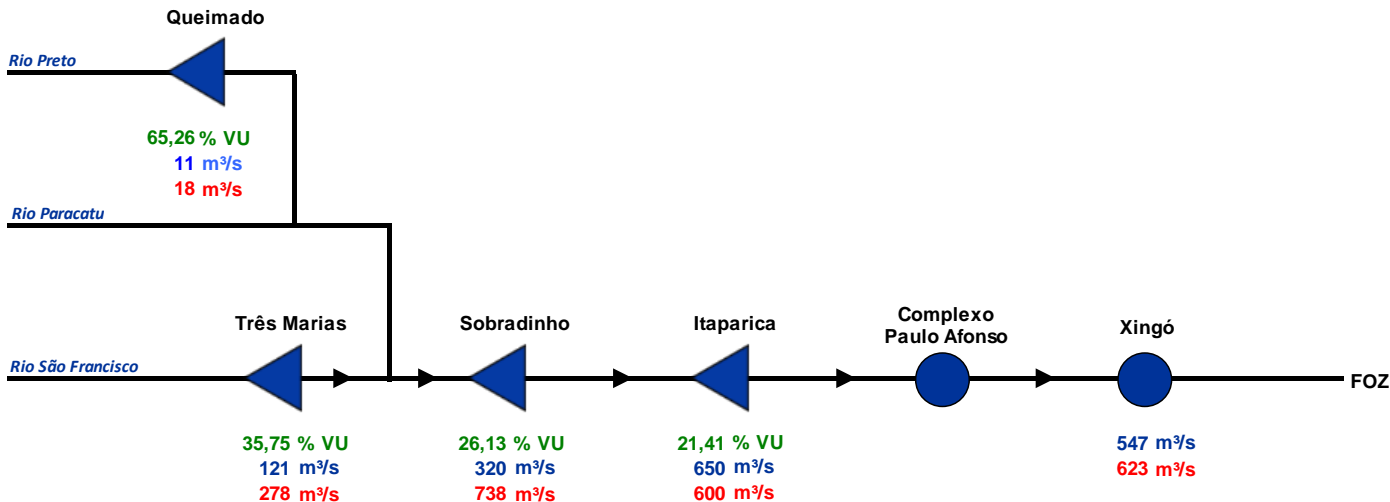 Queimado
Rio Preto
65,26 % VU
11 m³/s
18 m³/s
Rio Paracatu
Três Marias
Sobradinho
Itaparica
Complexo
Paulo Afonso
Xingó
Rio São Francisco
FOZ
35,75 % VU
121 m³/s
278 m³/s
26,13 % VU
320 m³/s
738 m³/s
21,41 % VU
650 m³/s
600 m³/s
547 m³/s
623 m³/s